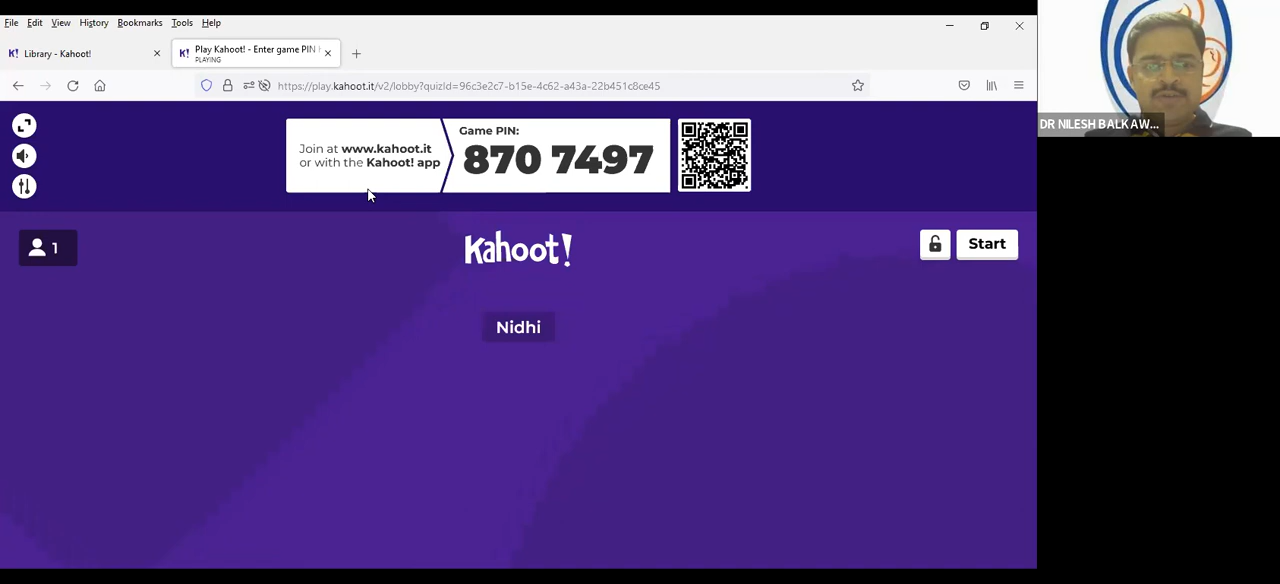 File Edit View History Bookmarks Tools Help
Library - Kahoot!
Play Kahoot! - Enter game PIN
PLAYING
https://play.kahoot.it/v2/lobby?quizId=96c3e2c7-b15e-4c62-a43a-22b451c8ce45
DR NILESH BALKAW...
Join at www.kahoot.it
or with the Kahoot! app
Game PIN:
870 7497
1
Kahoot!
Start
Nidhi